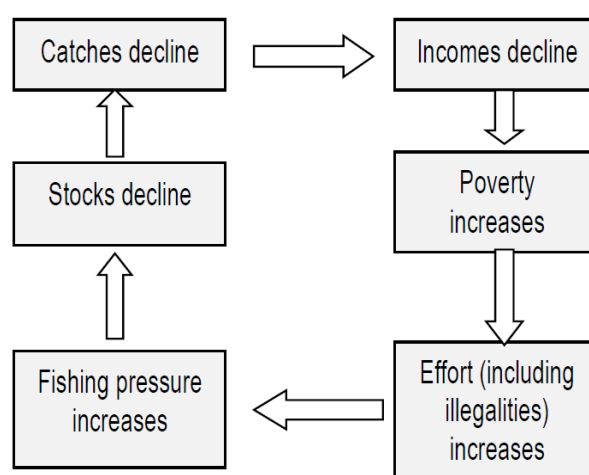 Catches decline
Incomes decline
Stocks decline
Poverty
increases
Fishing pressure
increases
Effort (including
illegalities)
increases